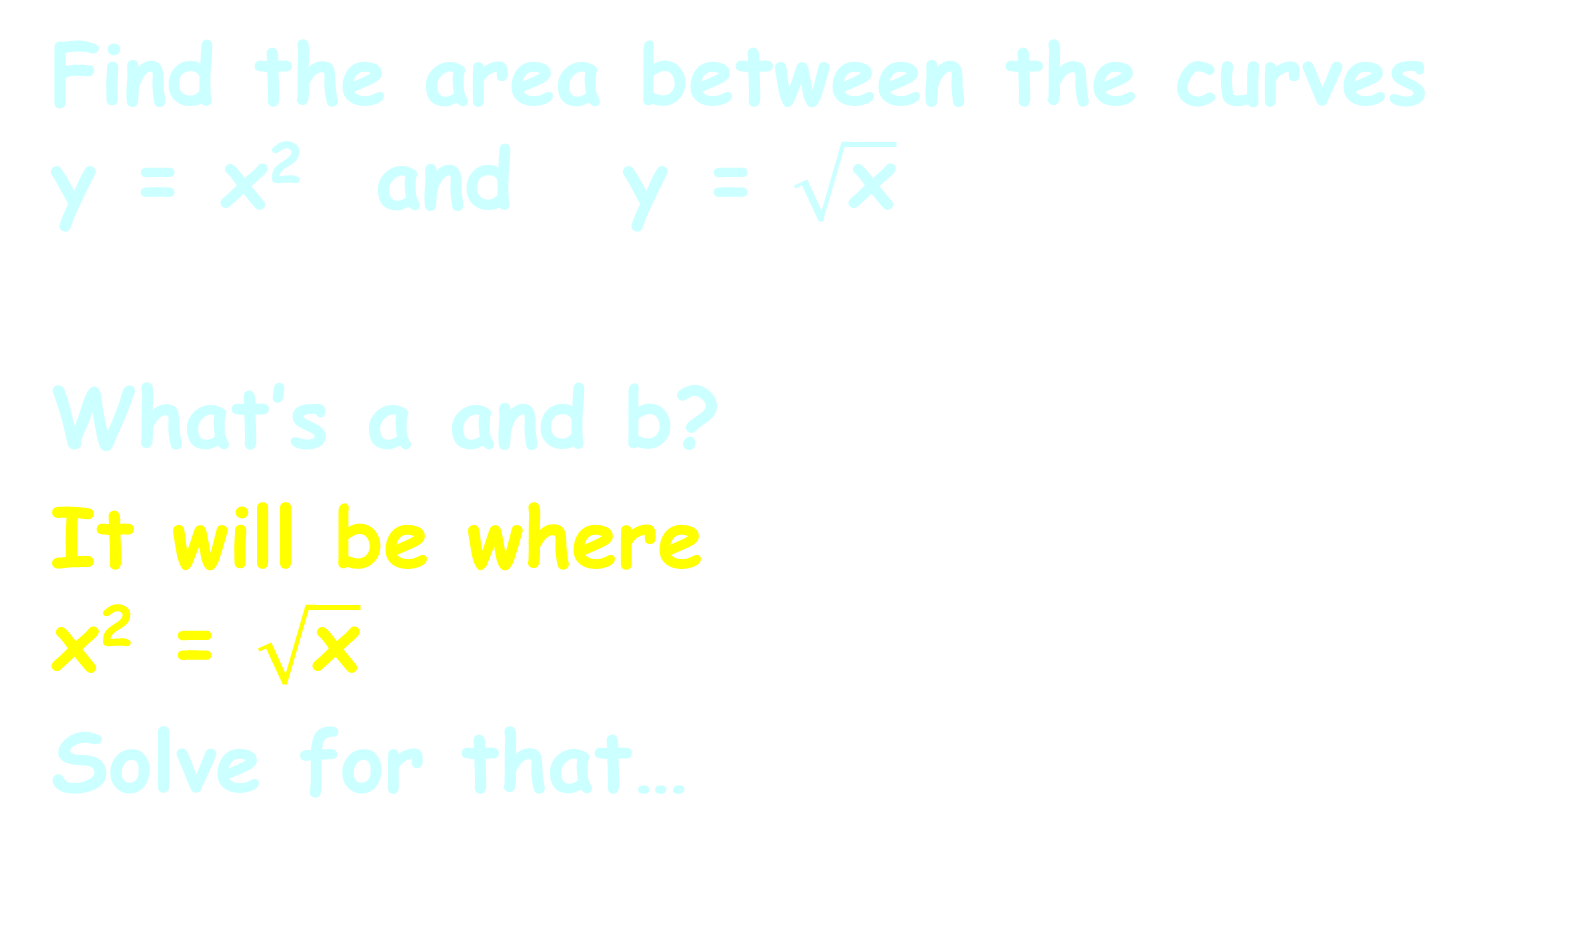 Find the area between the curves
y = x² and y = √x
What's a and b?
It will be where
x² = √x
Solve for that…